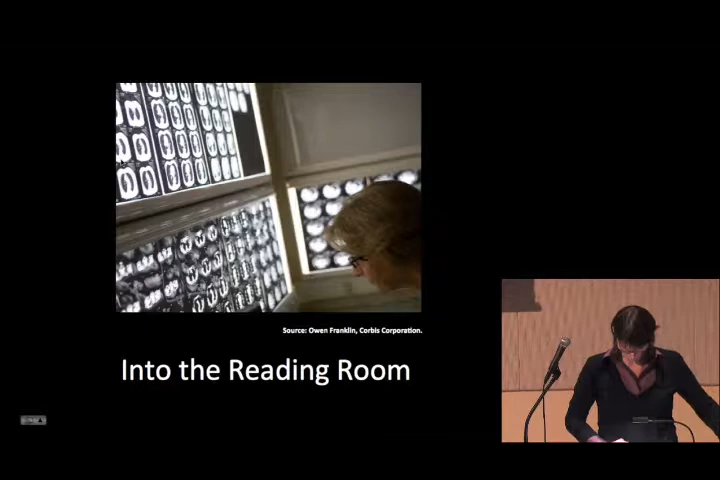 Source: Owen Franklin, Corbis Corporation.
Into the Reading Room